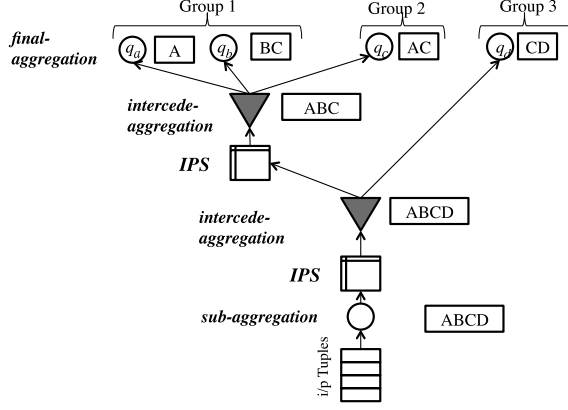 Group 1 Group 2 Group 3
final-
aggregation
qa A qb BC qc AC qd CD
intercede-
aggregation
ABC
IPS
intercede-
aggregation
ABCD
IPS
sub-aggregation
ABCD
i/p Tuples